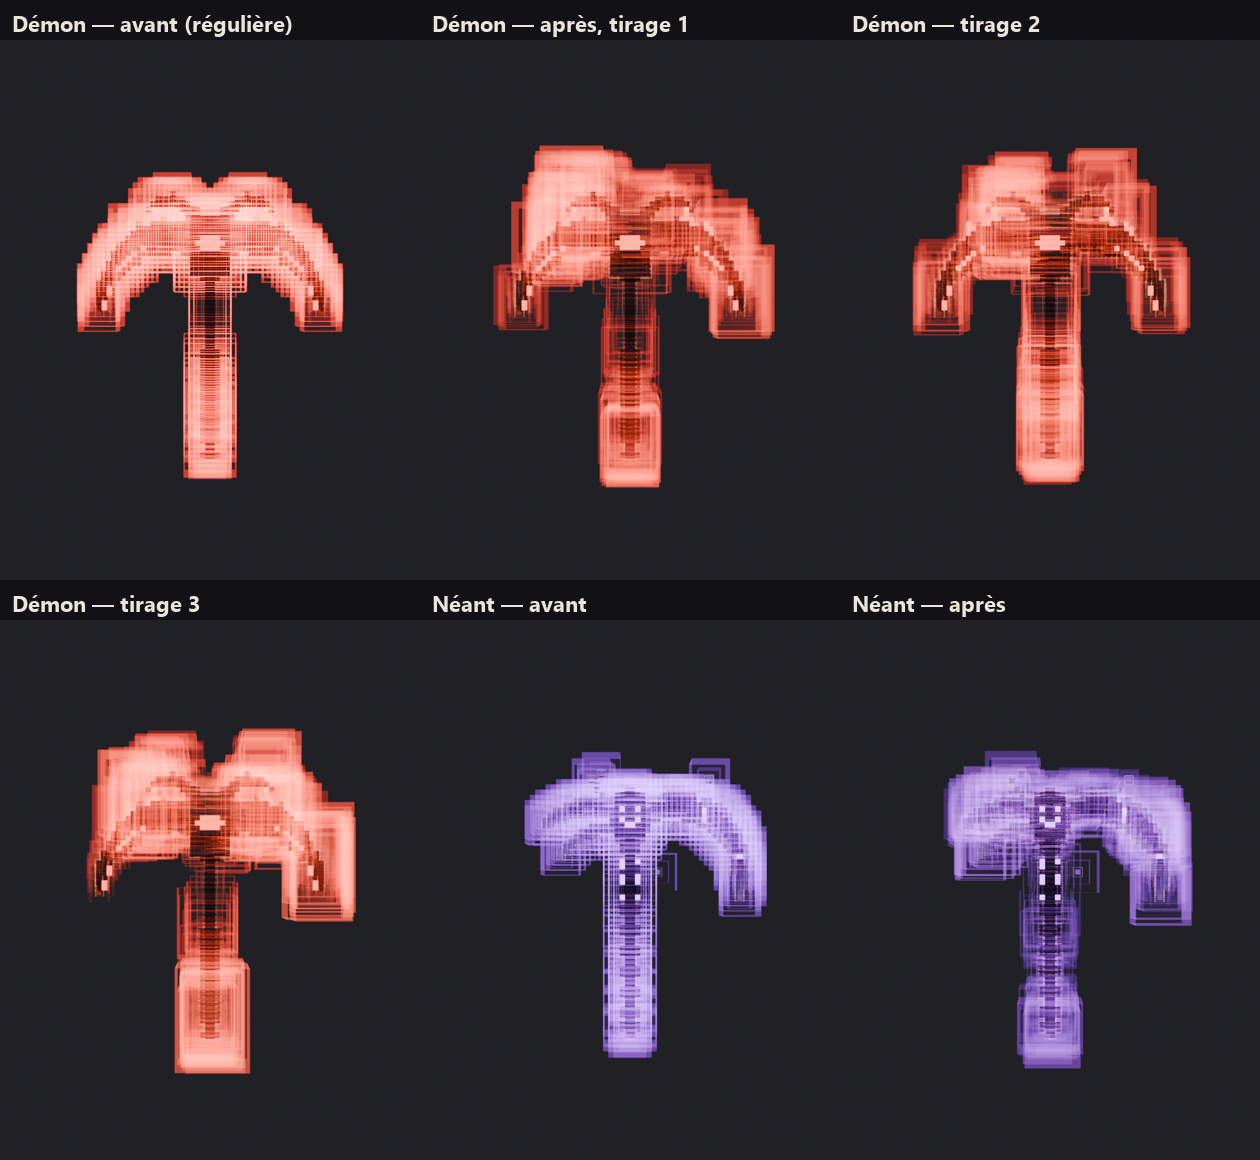 Démon — avant (régulière)
Démon — après, tirage 1
Démon — tirage 2
Démon — tirage 3
Néant — avant
Néant — après